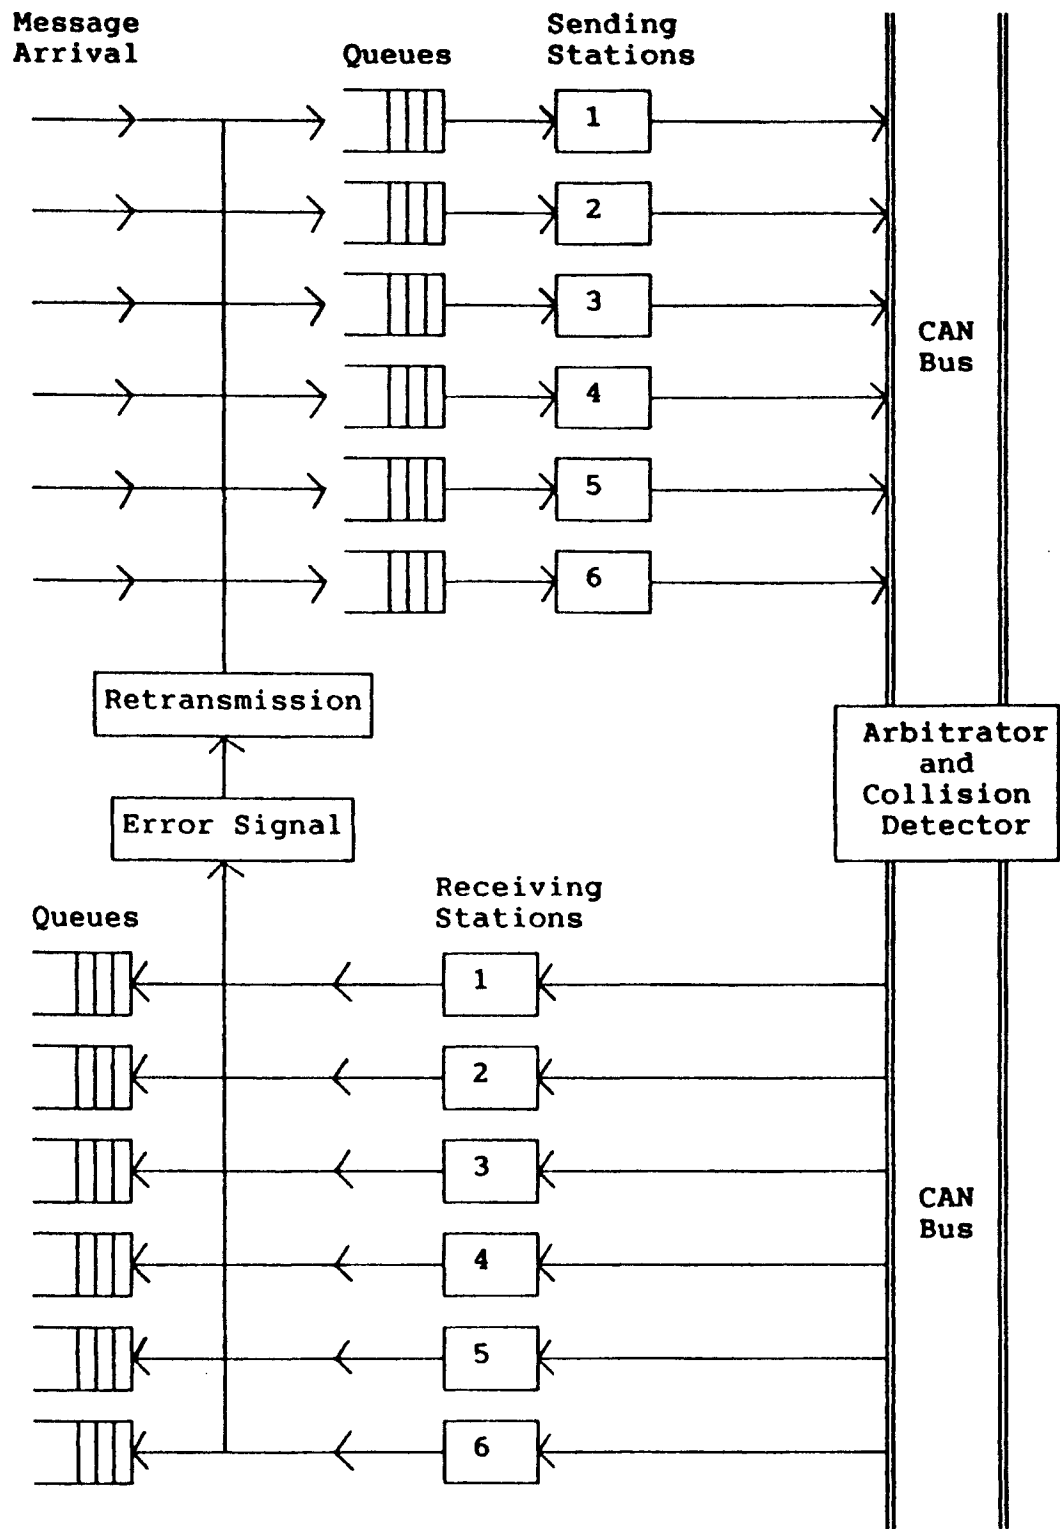 Message
Arrival
Queues
Sending
Stations
1
2
3
4
5
6
CAN
Bus
Retransmission
Error Signal
Arbitrator
and
Collision
Detector
Queues
Receiving
Stations
1
2
3
4
5
6
CAN
Bus